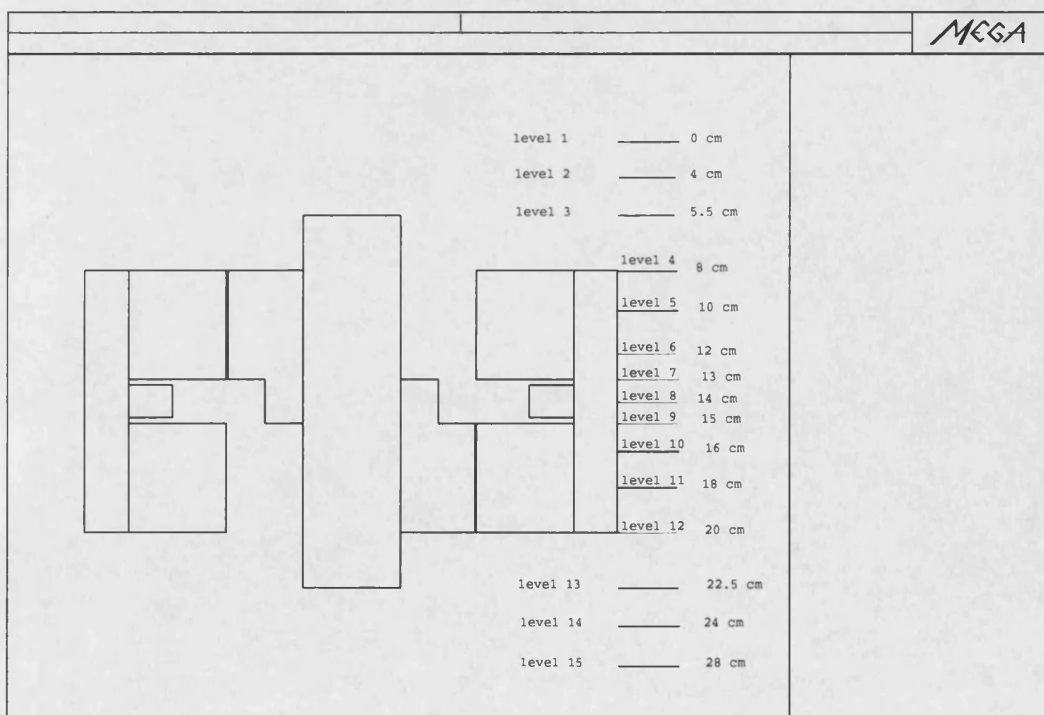 MEGA
level 1 0 cm
level 2 4 cm
level 3 5.5 cm
level 4 8 cm
level 5 10 cm
level 6 12 cm
level 7 13 cm
level 8 14 cm
level 9 15 cm
level 10 16 cm
level 11 18 cm
level 12 20 cm
level 13 22.5 cm
level 14 24 cm
level 15 28 cm